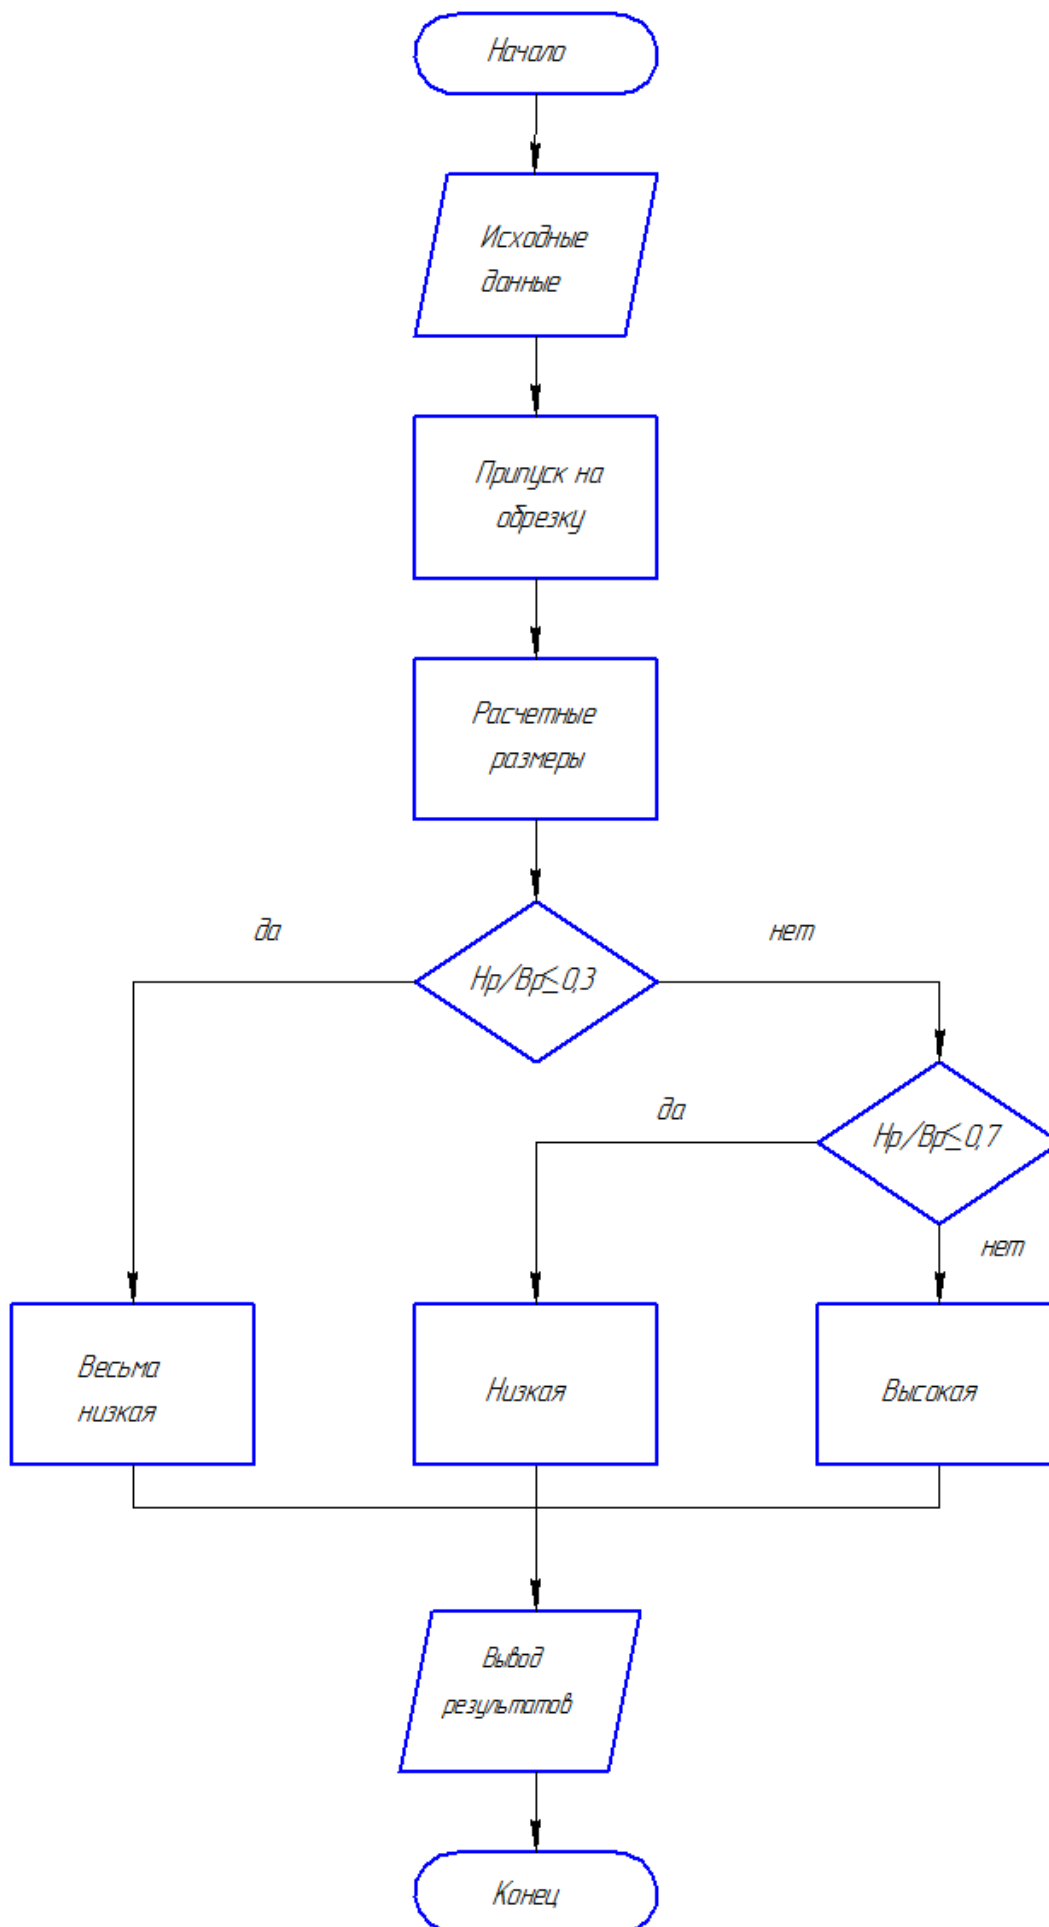 Начало
Исходные
данные
Припуск на
обрезку
Расчетные
размеры
да
нет
Нр/Вр≤0,3
да
Нр/Вр≤0,7
нет
Весьма
низкая
Низкая
Высокая
Вывод
результатов
Конец